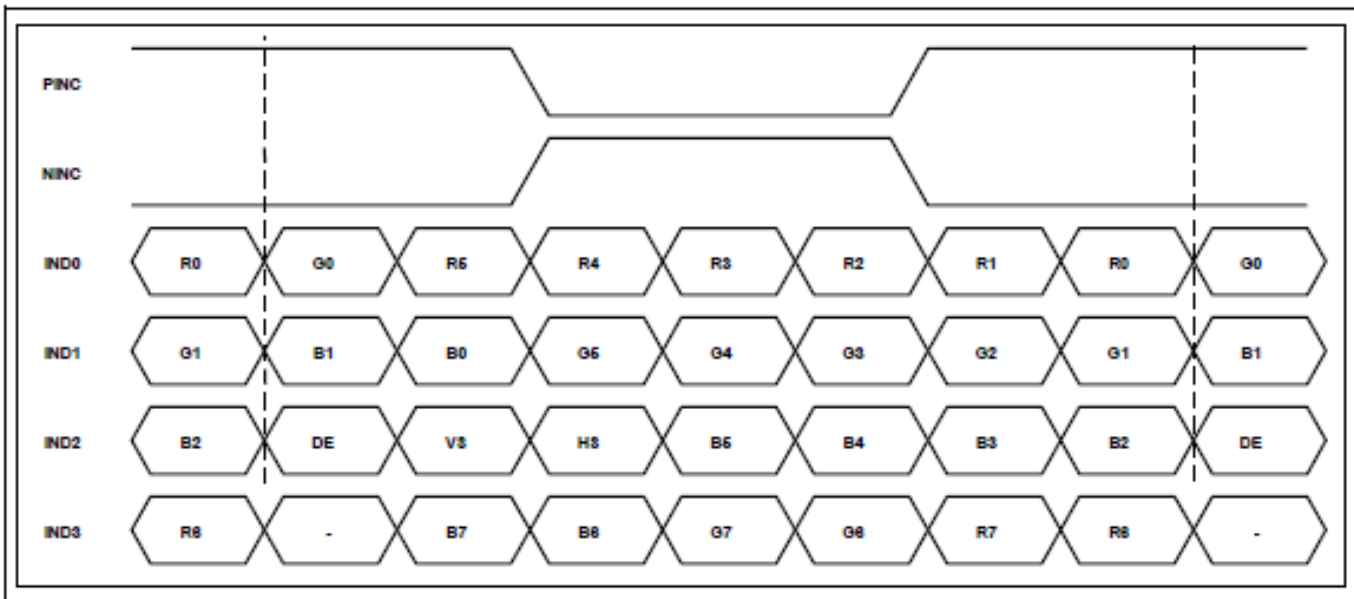 PINC
NINC
IND0 R0 G0 R5 R4 R3 R2 R1 R0 G0
IND1 G1 B1 B0 G5 G4 G3 G2 G1 B1
IND2 B2 DE VS HS B5 B4 B3 B2 DE
IND3 R6 - B7 B6 G7 G6 R7 R6 -